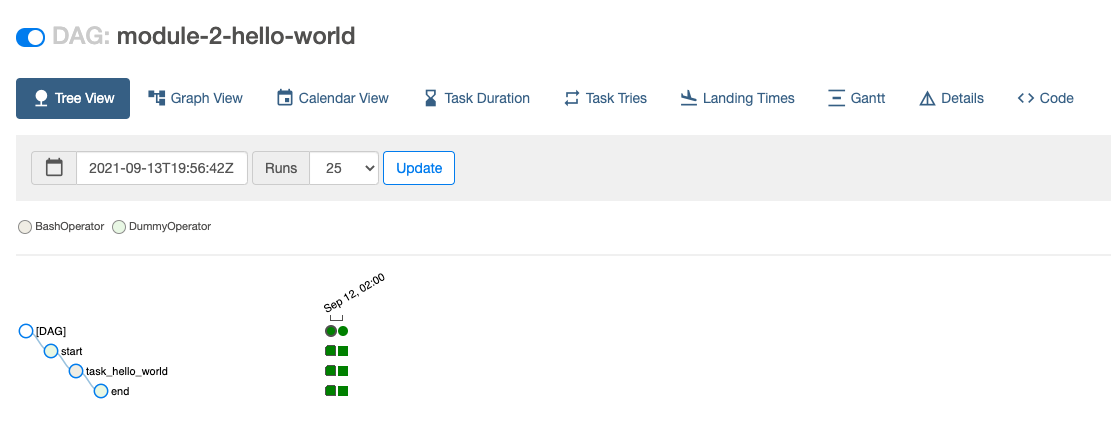 DAG: module-2-hello-world
Tree View Graph View Calendar View Task Duration Task Tries Landing Times Gantt Details <> Code
2021-09-13T19:56:42Z Runs 25 Update
BashOperator DummyOperator
Sep 12, 02:00
[DAG]
start
task_hello_world
end